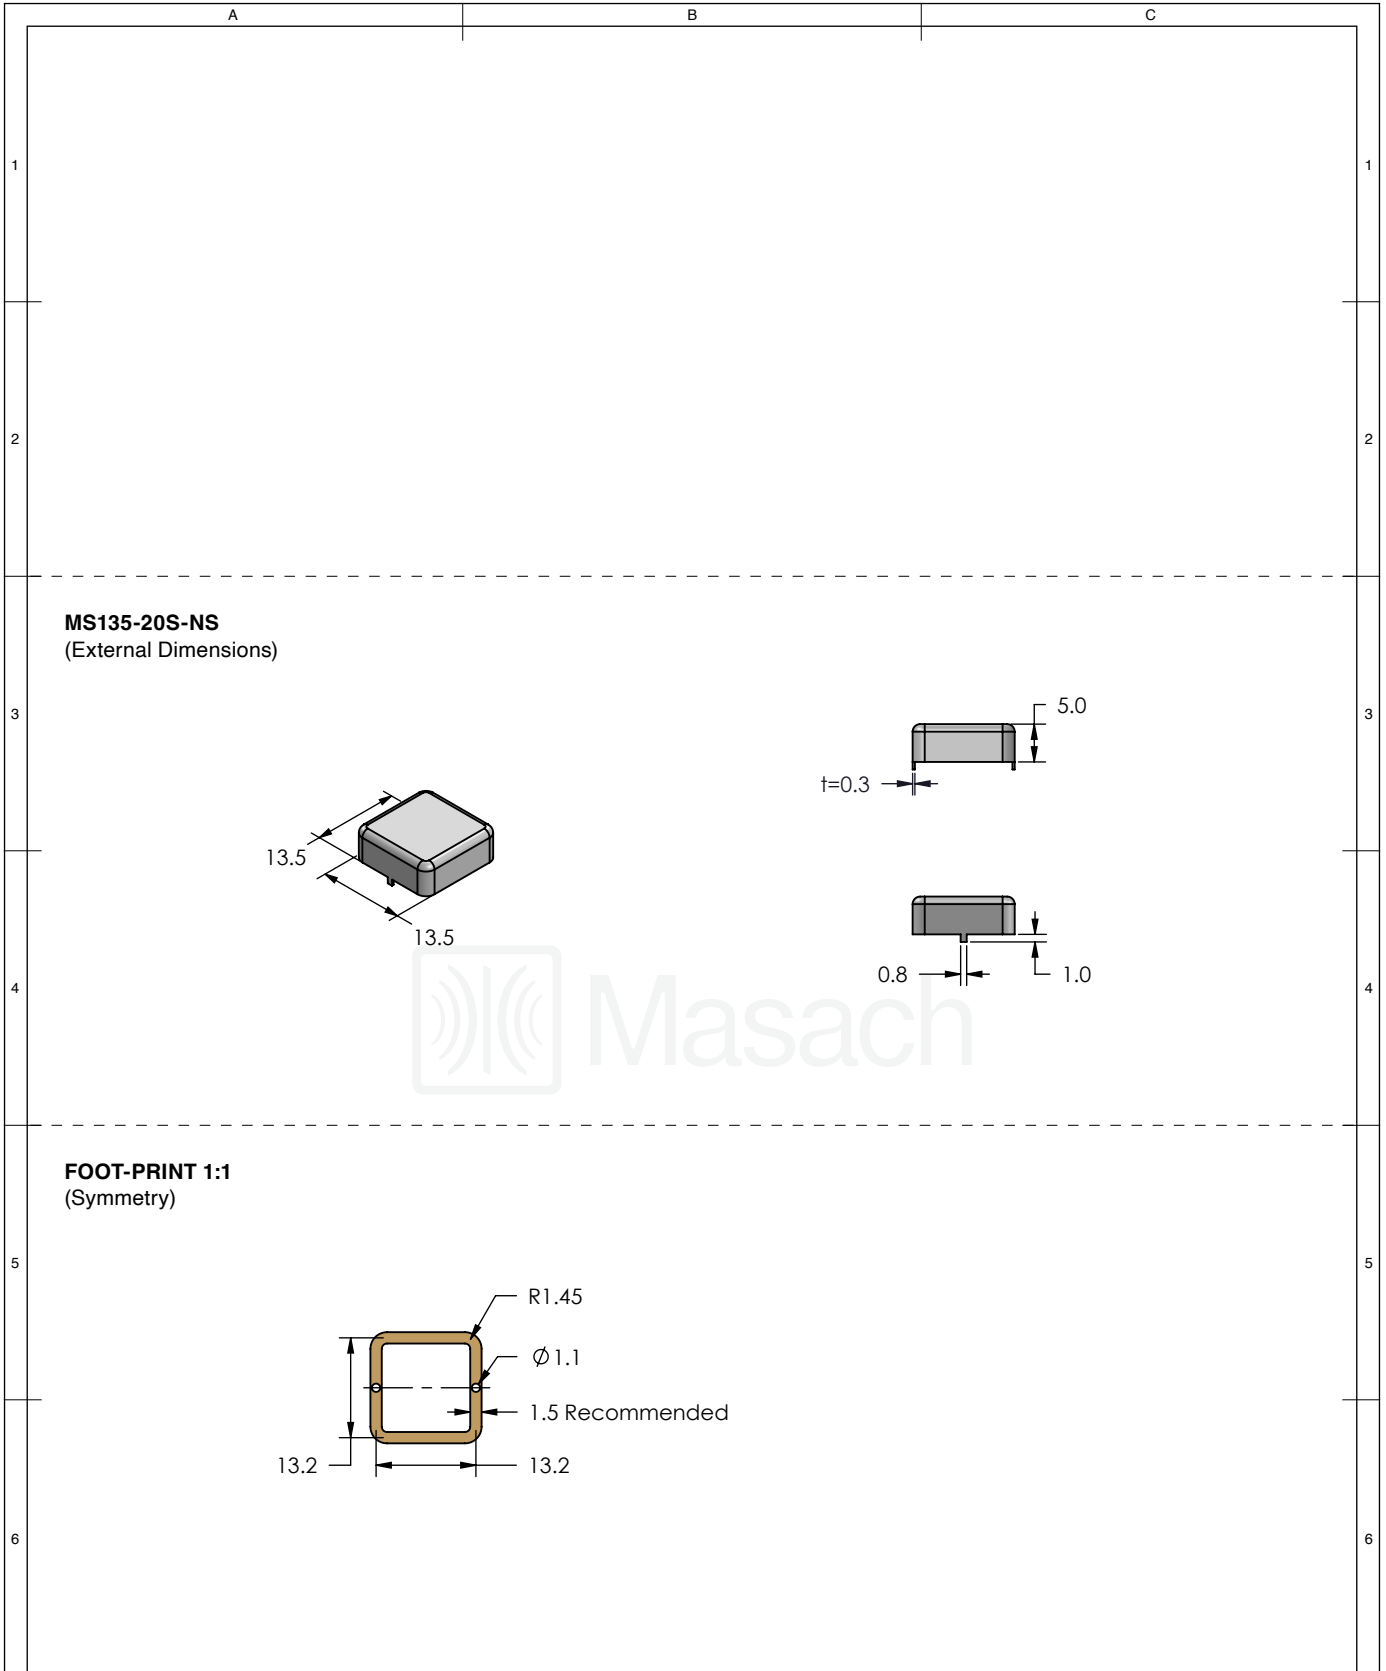 A B C
1 1
2 2
MS135-20S-NS
(External Dimensions)
3 3
5.0
t=0.3
13.5
13.5
0.8
1.0
4 4
Masach
FOOT-PRINT 1:1
(Symmetry)
5 5
R1.45
Ø1.1
1.5 Recommended
13.2 13.2
6 6